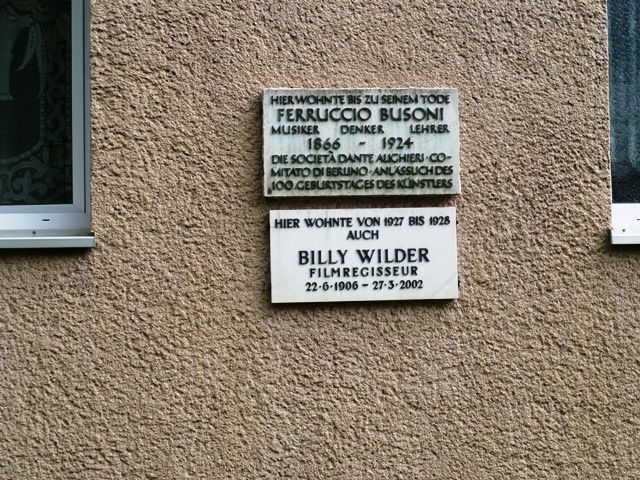 HIER WOHNTE BIS ZU SEINEM TODE
FERRUCCIO BUSONI
MUSIKER DENKER LEHRER
1866 - 1924
DIE SOCIETÀ DANTE ALIGHIERI · CO-
MITATO DI BERLINO · ANLÄSSLICH DES
100. GEBURTSTAGES DES KÜNSTLERS
HIER WOHNTE VON 1927 BIS 1928
AUCH
BILLY WILDER
FILMREGISSEUR
22·6·1906 – 27·3·2002